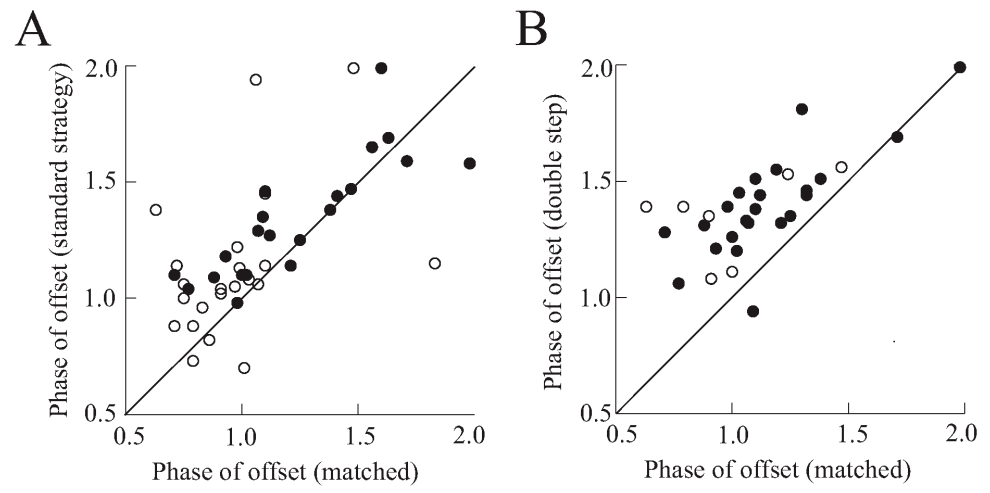 A
Phase of offset (standard strategy)
2.0
1.5
1.0
0.5
0.5 1.0 1.5 2.0
Phase of offset (matched)
B
Phase of offset (double step)
2.0
1.5
1.0
0.5
0.5 1.0 1.5 2.0
Phase of offset (matched)